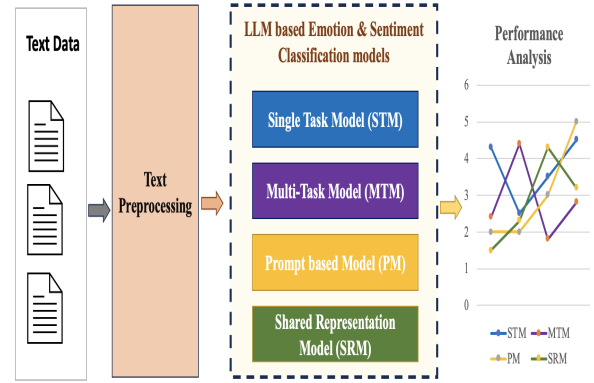 Text Data
Text
Preprocessing
LLM based Emotion & Sentiment
Classification models
Single Task Model (STM)
Multi-Task Model (MTM)
Prompt based Model (PM)
Shared Representation
Model (SRM)
Performance
Analysis
6
5
4
3
2
1
0
STM
MTM
PM
SRM